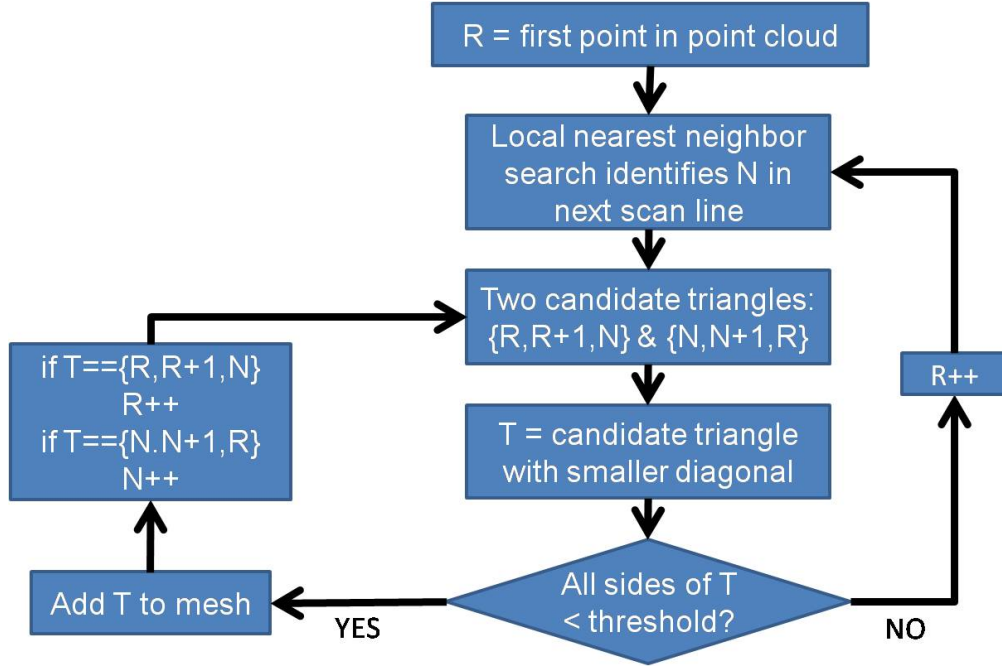 R = first point in point cloud
Local nearest neighbor
search identifies N in
next scan line
Two candidate triangles:
{R,R+1,N} & {N,N+1,R}
T = candidate triangle
with smaller diagonal
All sides of T
< threshold?
YES
NO
Add T to mesh
if T=={R,R+1,N}
R++
if T=={N.N+1,R}
N++
R++